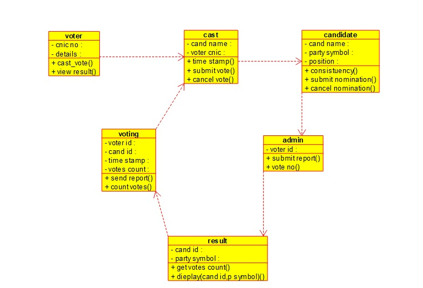 voter
- cnic no :
- details :
+ cast_vote()
+ view result()
cast
- cand name :
- voter cnic :
+ time stamp()
+ submit vote()
+ cancel vote()
candidate
- cand name :
- party symbol :
- position :
+ consistuency()
+ submit nomination()
+ cancel nomination()
voting
- voter id :
- cand id :
- time stamp :
- votes count :
+ send report()
+ count votes()
admin
- voter id :
+ submit report()
+ vote no()
result
- cand id :
- party symbol :
+ get votes count()
+ dieplay(cand id,p symbol)()